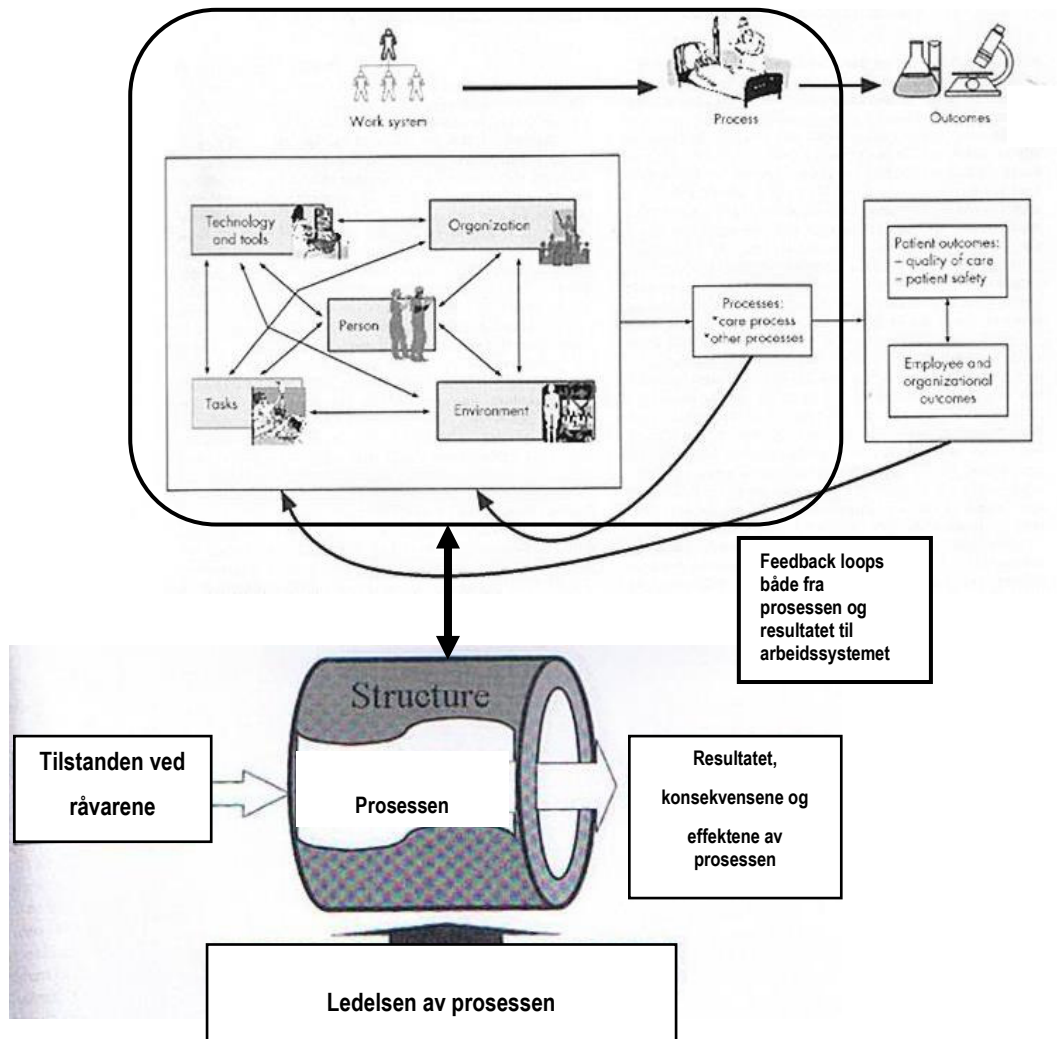 Work system
Process
Outcomes
Technology
and tools
Organization
Person
Tasks
Environment
Processes:
*care process
*other processes
Patient outcomes:
– quality of care
– patient safety
Employee and
organizational
outcomes
Feedback loops
både fra
prosessen og
resultatet til
arbeidssystemet
Structure
Tilstanden ved
råvarene
Prosessen
Resultatet,
konsekvensene og
effektene av
prosessen
Ledelsen av prosessen